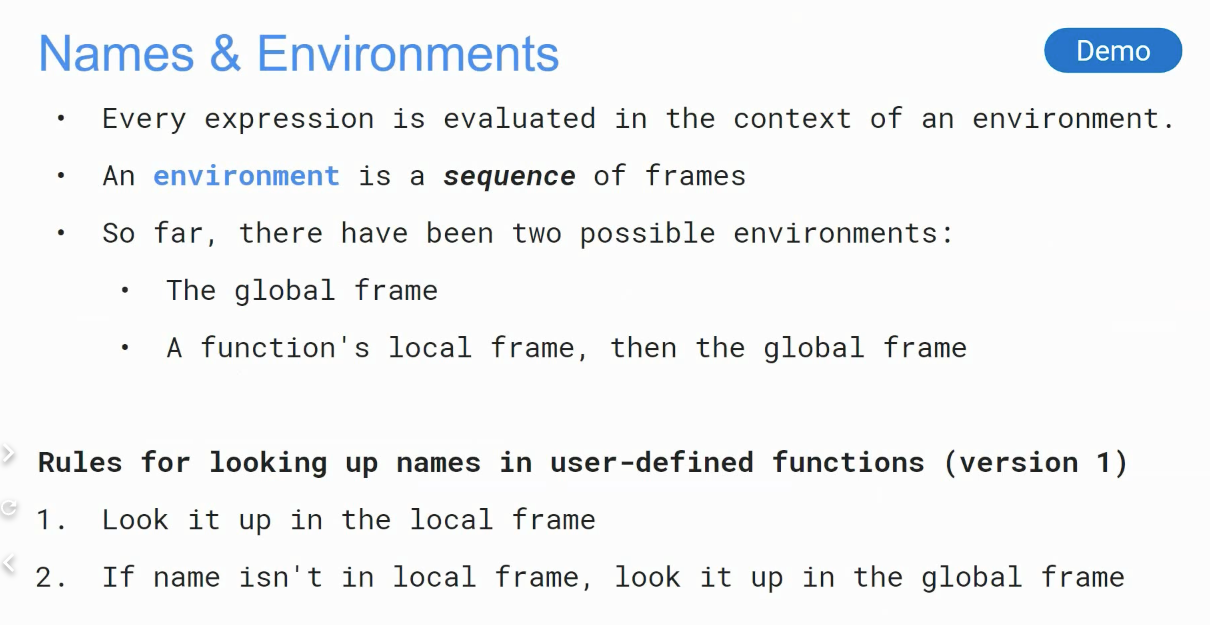 Names & Environments
Demo
• Every expression is evaluated in the context of an environment.
• An environment is a sequence of frames
• So far, there have been two possible environments:
• The global frame
• A function's local frame, then the global frame
Rules for looking up names in user-defined functions (version 1)
1. Look it up in the local frame
2. If name isn't in local frame, look it up in the global frame